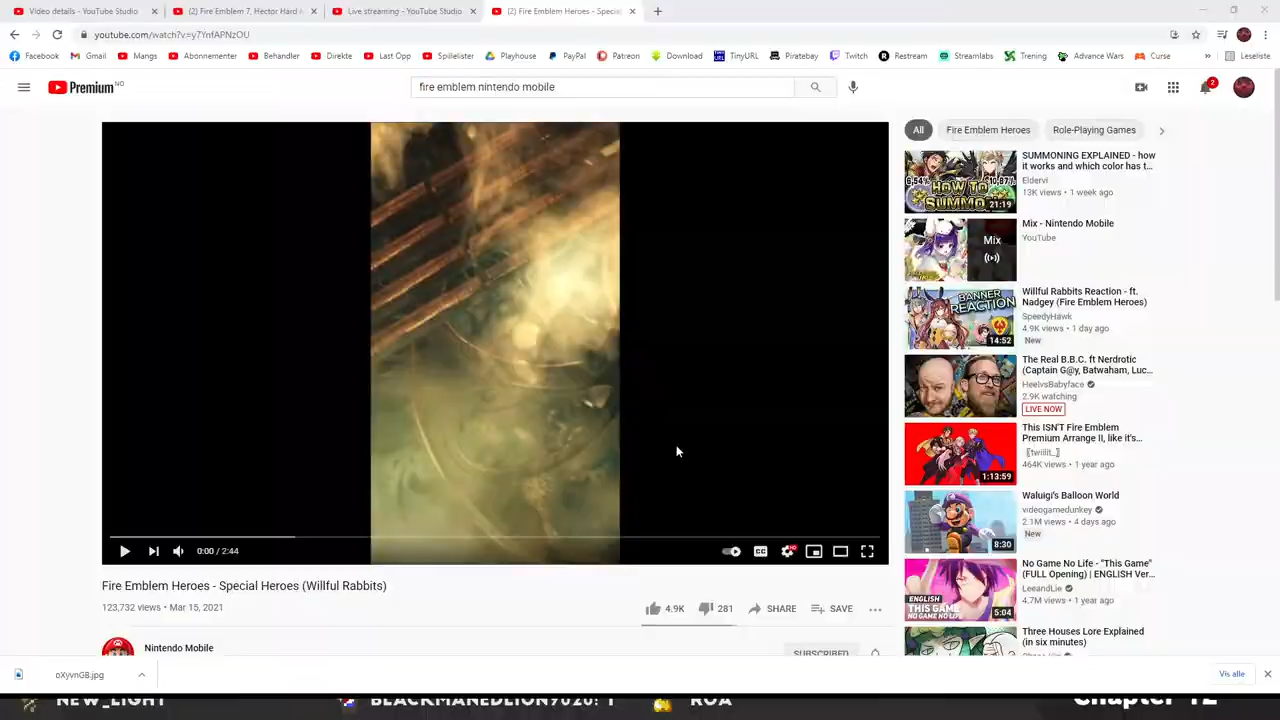 Video details - YouTube Studio
(2) Fire Emblem 7, Hector Hard M
Live streaming - YouTube Studio
(2) Fire Emblem Heroes - Specia
youtube.com/watch?v=y7YnfAPNzOU
Facebook
Gmail
Mangs
Abonnementer
Behandler
Direkte
Last Opp
Spillelister
Playhouse
PayPal
Patreon
Download
TinyURL
Piratebay
Twitch
Restream
Streamlabs
Trening
Advance Wars
Curse
»
Leseliste
Premium NO
fire emblem nintendo mobile
2
All
Fire Emblem Heroes
Role-Playing Games
HOW TO
SUMMO
21:19
SUMMONING EXPLAINED - how
it works and which color has t...
Eldervi
13K views • 1 week ago
Mix
Mix - Nintendo Mobile
YouTube
BANNER
REACTION
14:52
Willful Rabbits Reaction - ft.
Nadgey (Fire Emblem Heroes)
SpeedyHawk
4.9K views • 1 day ago
New
The Real B.B.C. ft Nerdrotic
(Captain G@y, Batwaham, Luc...
HeelvsBabyface
2.9K watching
LIVE NOW
1:13:59
This ISN'T Fire Emblem
Premium Arrange II, like it's...
〖twiilit_〗
464K views • 1 year ago
8:30
Waluigi's Balloon World
videogamedunkey
2.1M views • 4 days ago
New
ENGLISH
THIS GAME
NO GAME NO LIFE
5:04
No Game No Life - "This Game"
(FULL Opening) | ENGLISH Ver...
LeeandLie
4.7M views • 1 year ago
Three Houses Lore Explained
(in six minutes)
0:00 / 2:44
CC
HD
Fire Emblem Heroes - Special Heroes (Willful Rabbits)
123,732 views • Mar 15, 2021
4.9K
281
SHARE
SAVE
Nintendo Mobile
SUBSCRIBED
oXyvnGB.jpg
Vis alle
NEW_LIGHT
BLACKMANEDLION9020: 1
ROA
Chapter 12